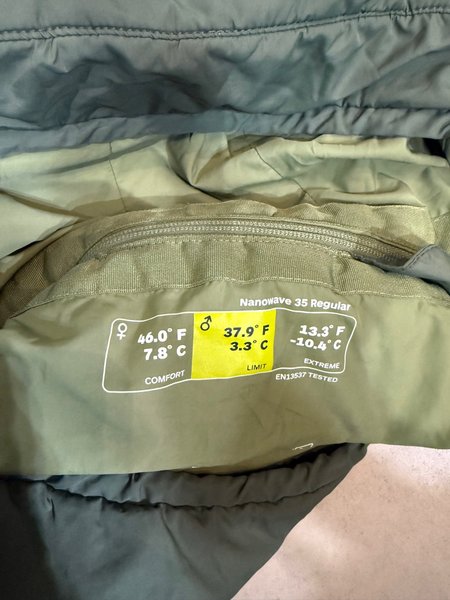 Nanowave 35 Regular
♀ 46.0° F ♂ 37.9° F 13.3° F
7.8° C 3.3° C -10.4° C
COMFORT LIMIT EXTREME
EN13537 TESTED